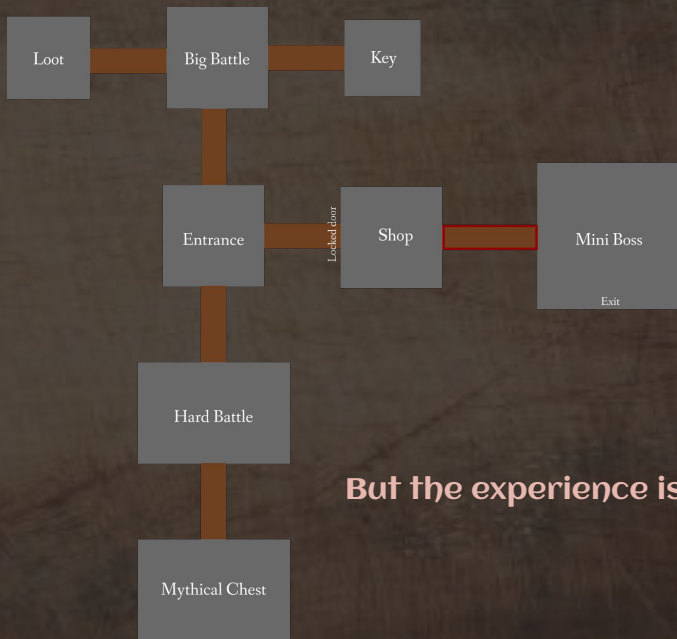 Loot
Big Battle
Key
Entrance
Locked door
Shop
Mini Boss
Exit
Hard Battle
But the experience is
Mythical Chest